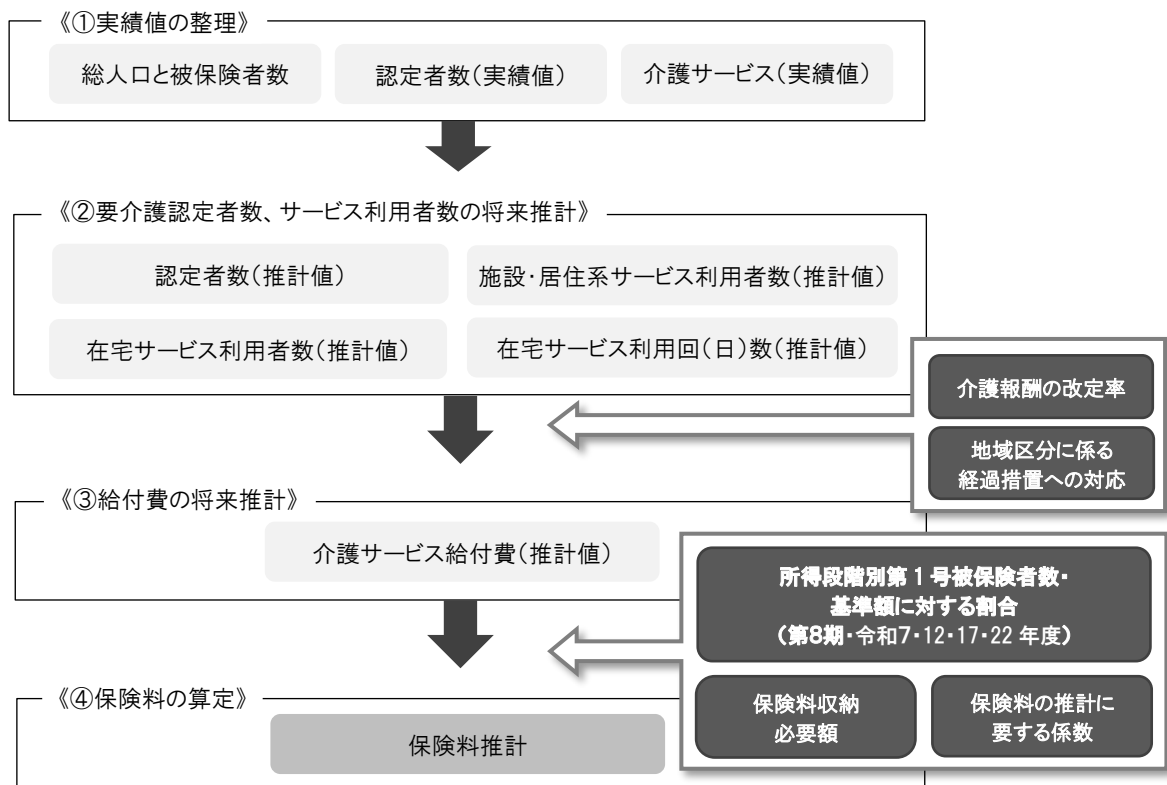 《①実績値の整理》
総人口と被保険者数
認定者数(実績値)
介護サービス(実績値)
《②要介護認定者数、サービス利用者数の将来推計》
認定者数(推計値)
施設・居住系サービス利用者数(推計値)
在宅サービス利用者数(推計値)
在宅サービス利用回(日)数(推計値)
介護報酬の改定率
地域区分に係る
経過措置への対応
《③給付費の将来推計》
介護サービス給付費(推計値)
所得段階別第1号被保険者数・
基準額に対する割合
(第8期・令和7・12・17・22 年度)
保険料収納
必要額
保険料の推計に
要する係数
《④保険料の算定》
保険料推計